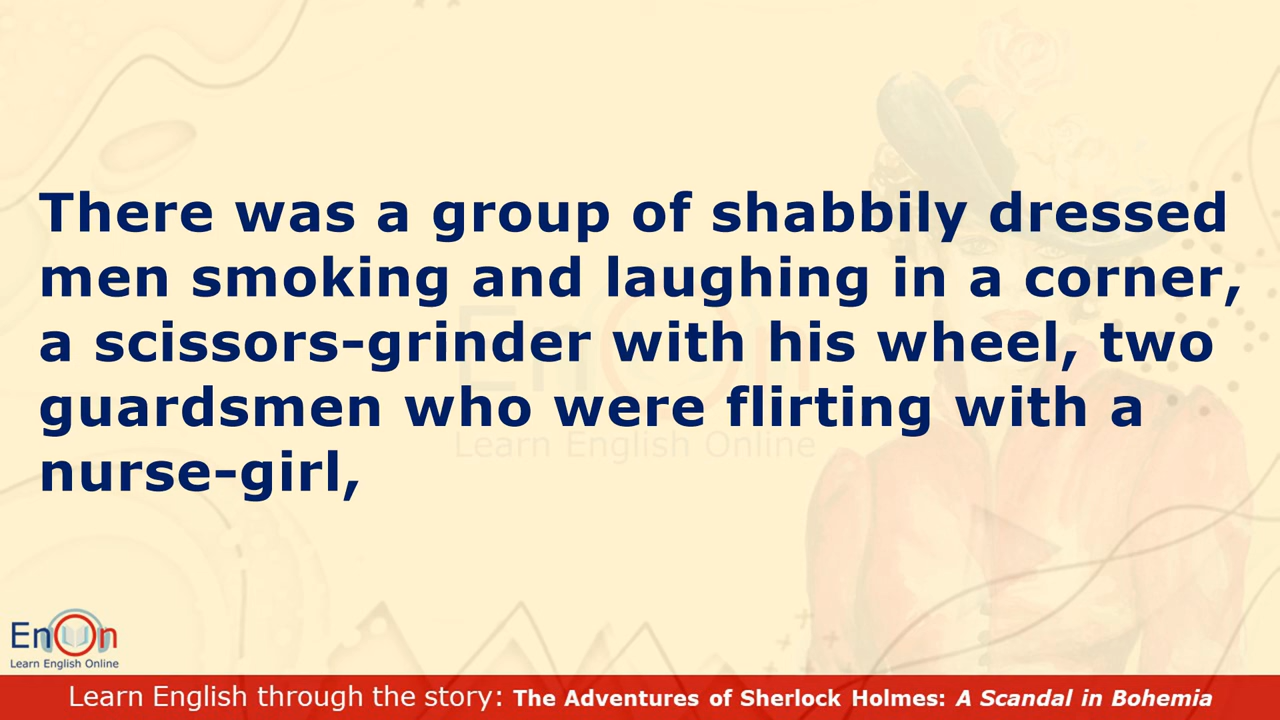 There was a group of shabbily dressed
men smoking and laughing in a corner,
a scissors-grinder with his wheel, two
guardsmen who were flirting with a
nurse-girl,
EnOn
Learn English Online
EnOn
Learn English Online
Learn English through the story: The Adventures of Sherlock Holmes: A Scandal in Bohemia